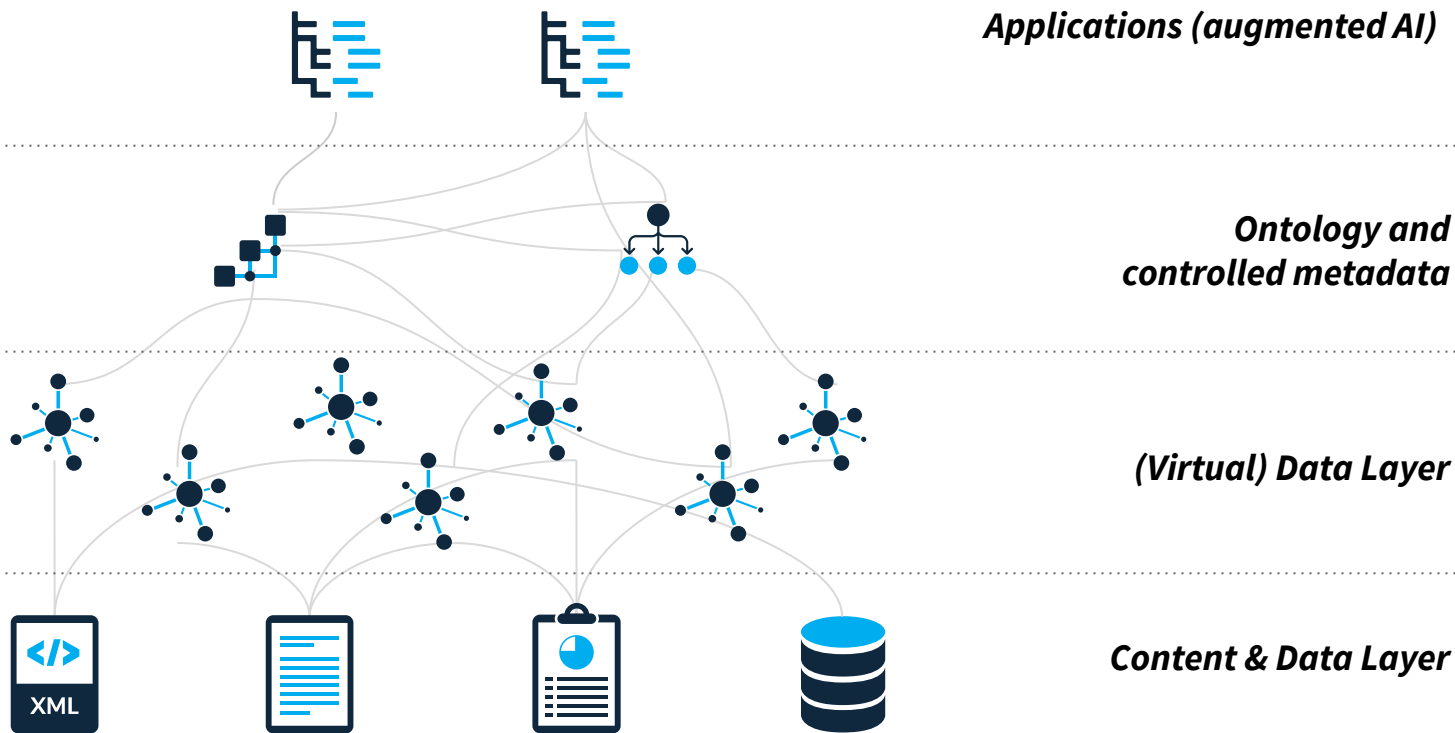 Applications (augmented AI)
Ontology and
controlled metadata
(Virtual) Data Layer
Content & Data Layer
</>
XML